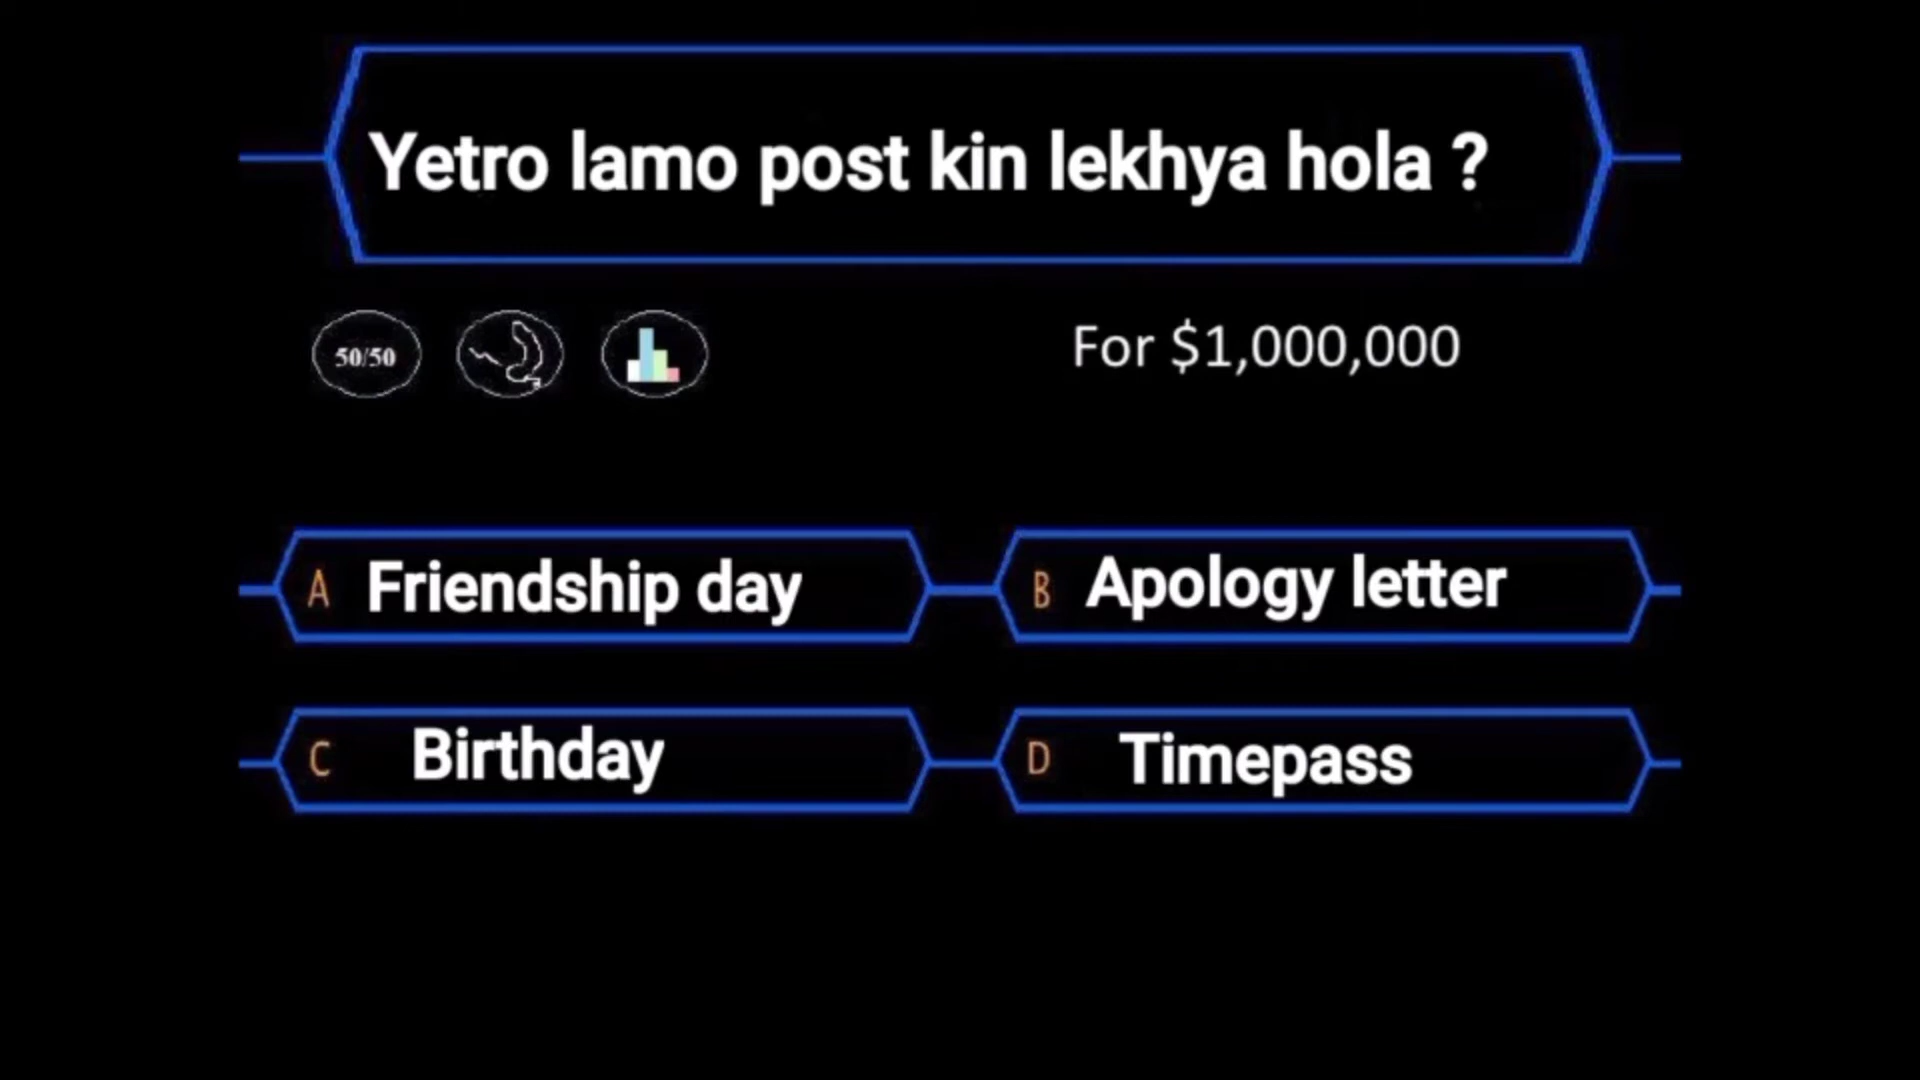 Yetro lamo post kin lekhya hola ?
50/50
For $1,000,000
A Friendship day
B Apology letter
C Birthday
D Timepass